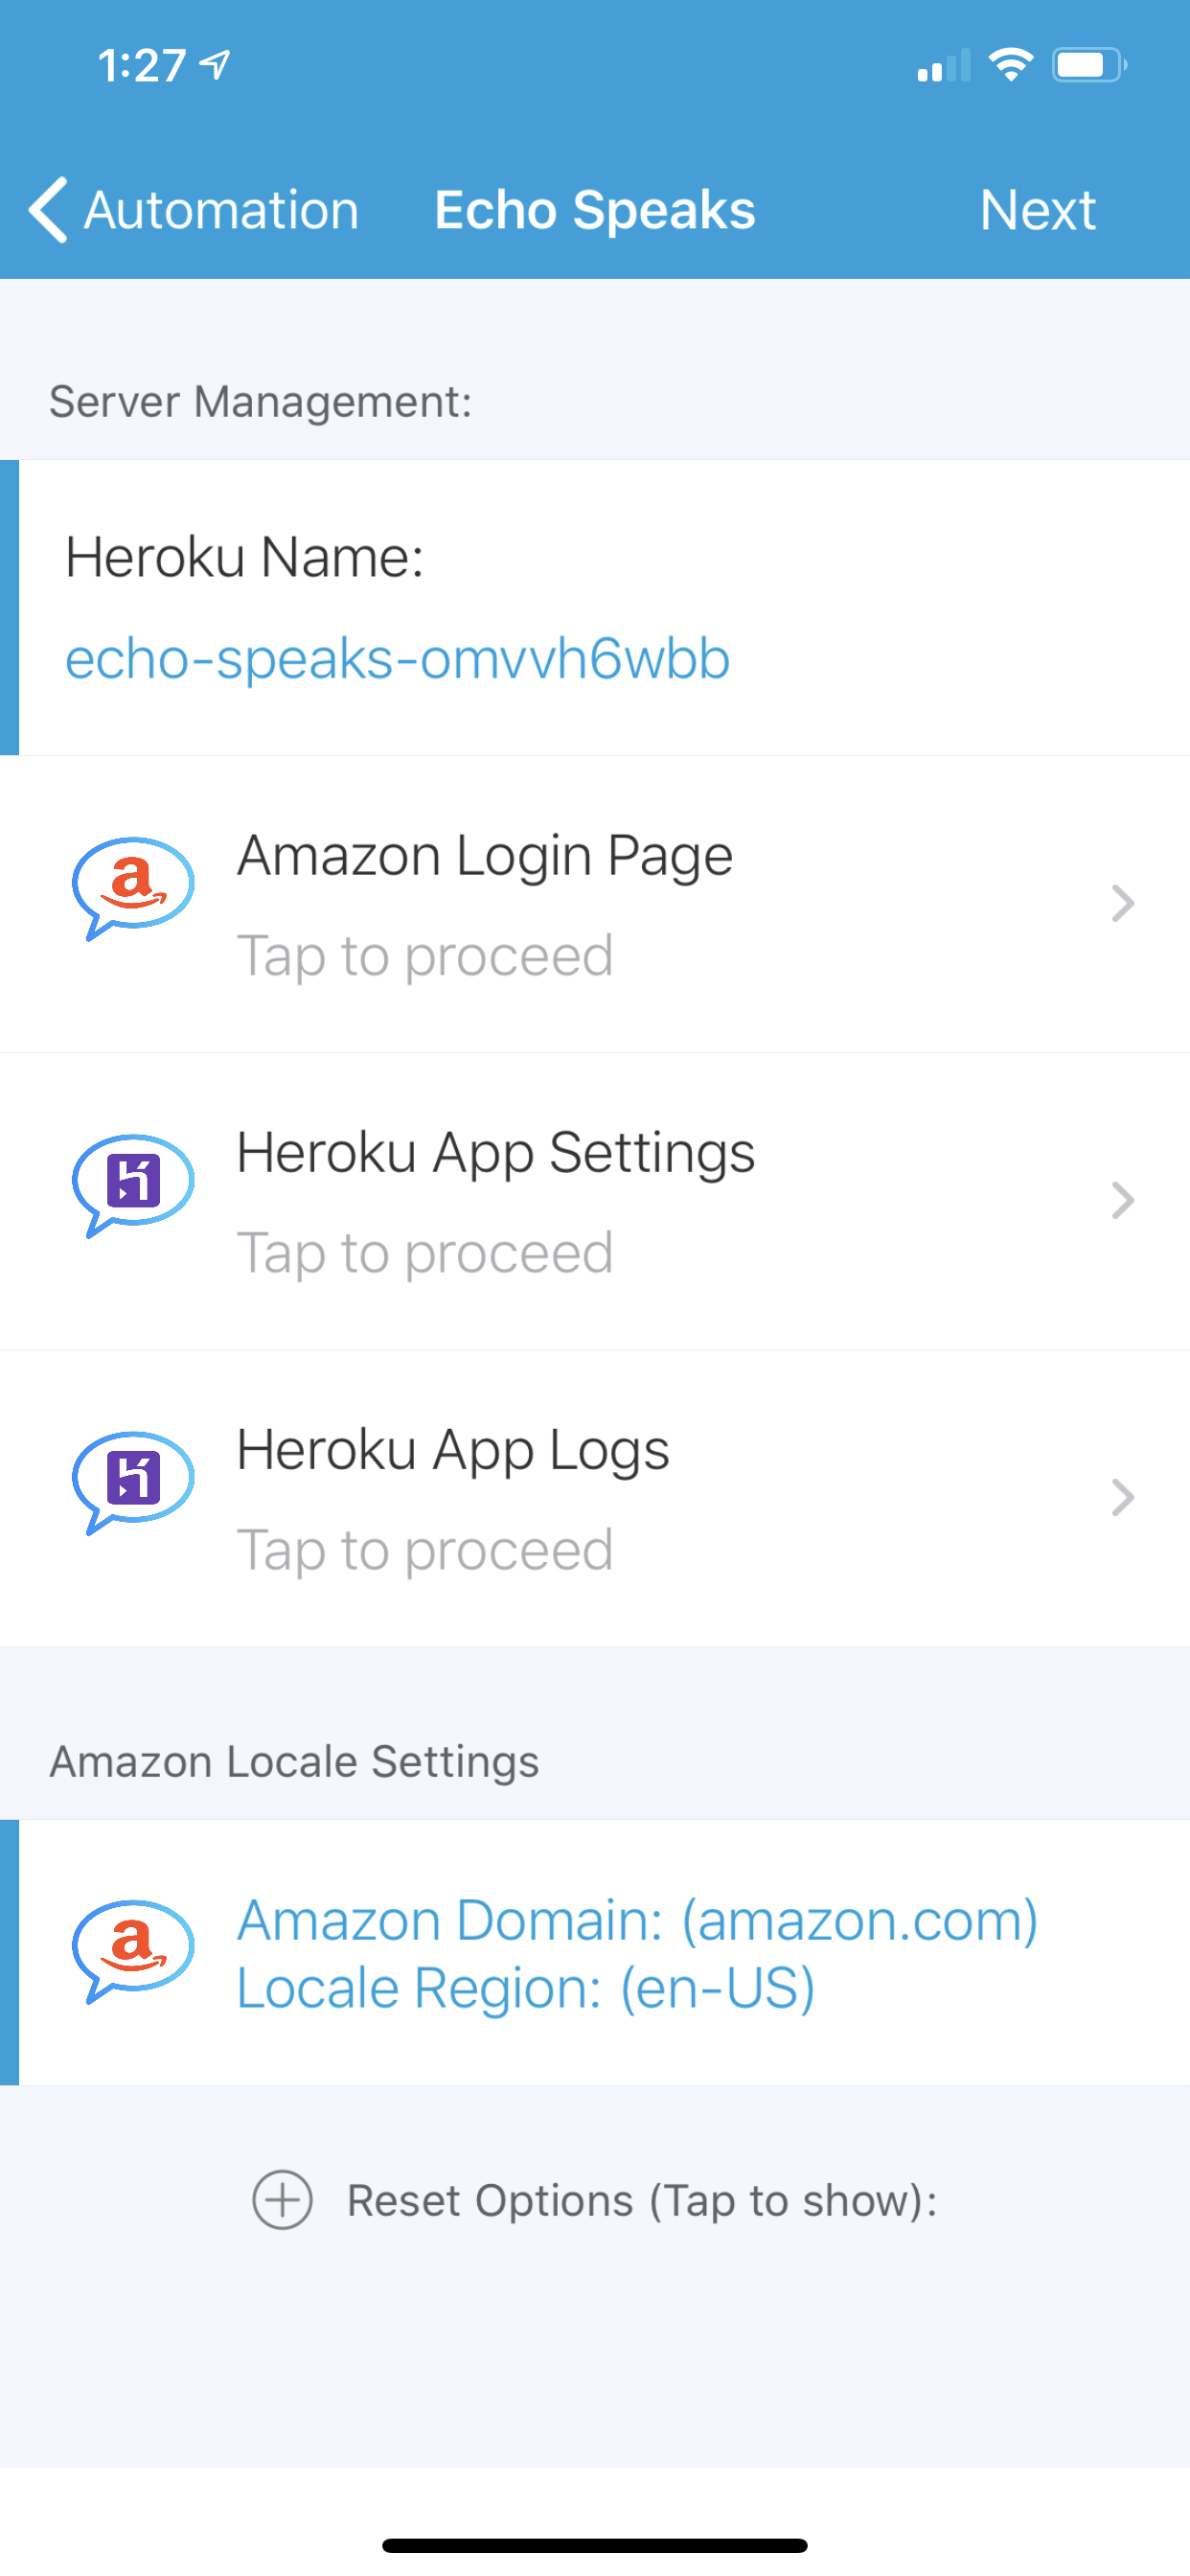 1:27
Automation
Echo Speaks
Next
Server Management:
Heroku Name:
echo-speaks-omvvh6wbb
Amazon Login Page
Tap to proceed
Heroku App Settings
Tap to proceed
Heroku App Logs
Tap to proceed
Amazon Locale Settings
Amazon Domain: (amazon.com)
Locale Region: (en-US)
Reset Options (Tap to show):